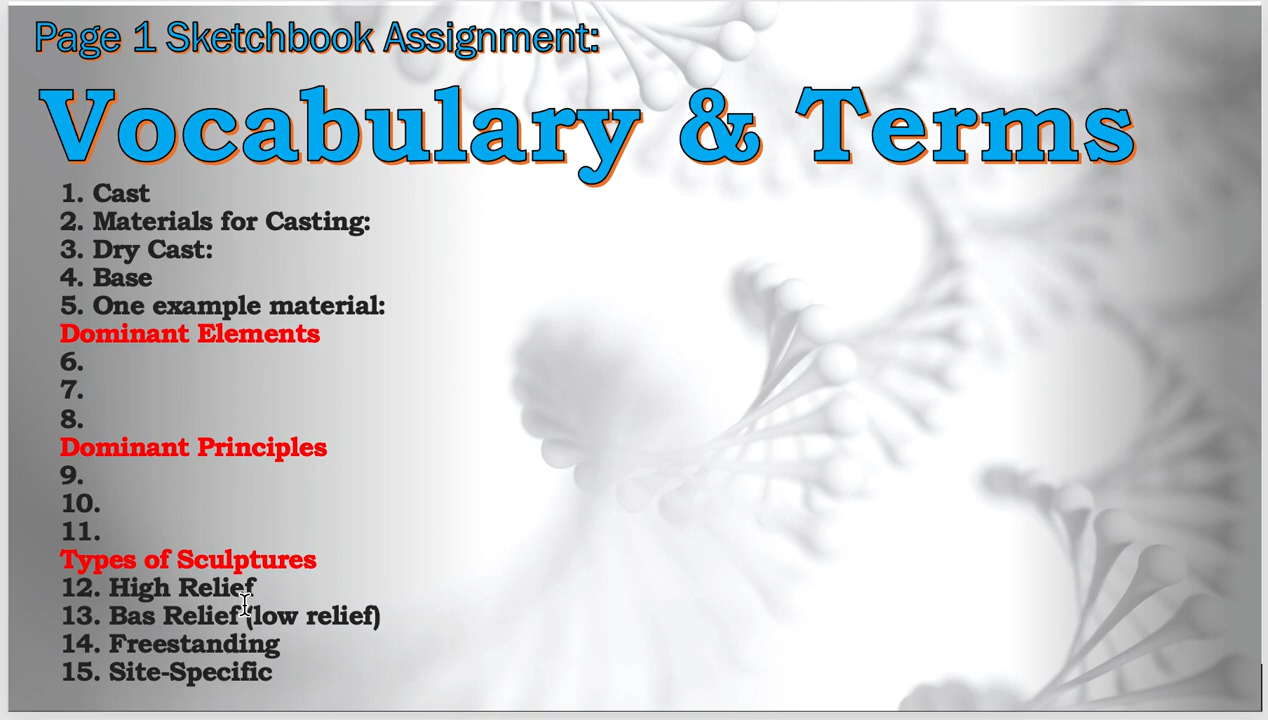 Page 1 Sketchbook Assignment:
Vocabulary & Terms
1. Cast
2. Materials for Casting:
3. Dry Cast:
4. Base
5. One example material:
Dominant Elements
6.
7.
8.
Dominant Principles
9.
10.
11.
Types of Sculptures
12. High Relief
13. Bas Relief (low relief)
14. Freestanding
15. Site-Specific